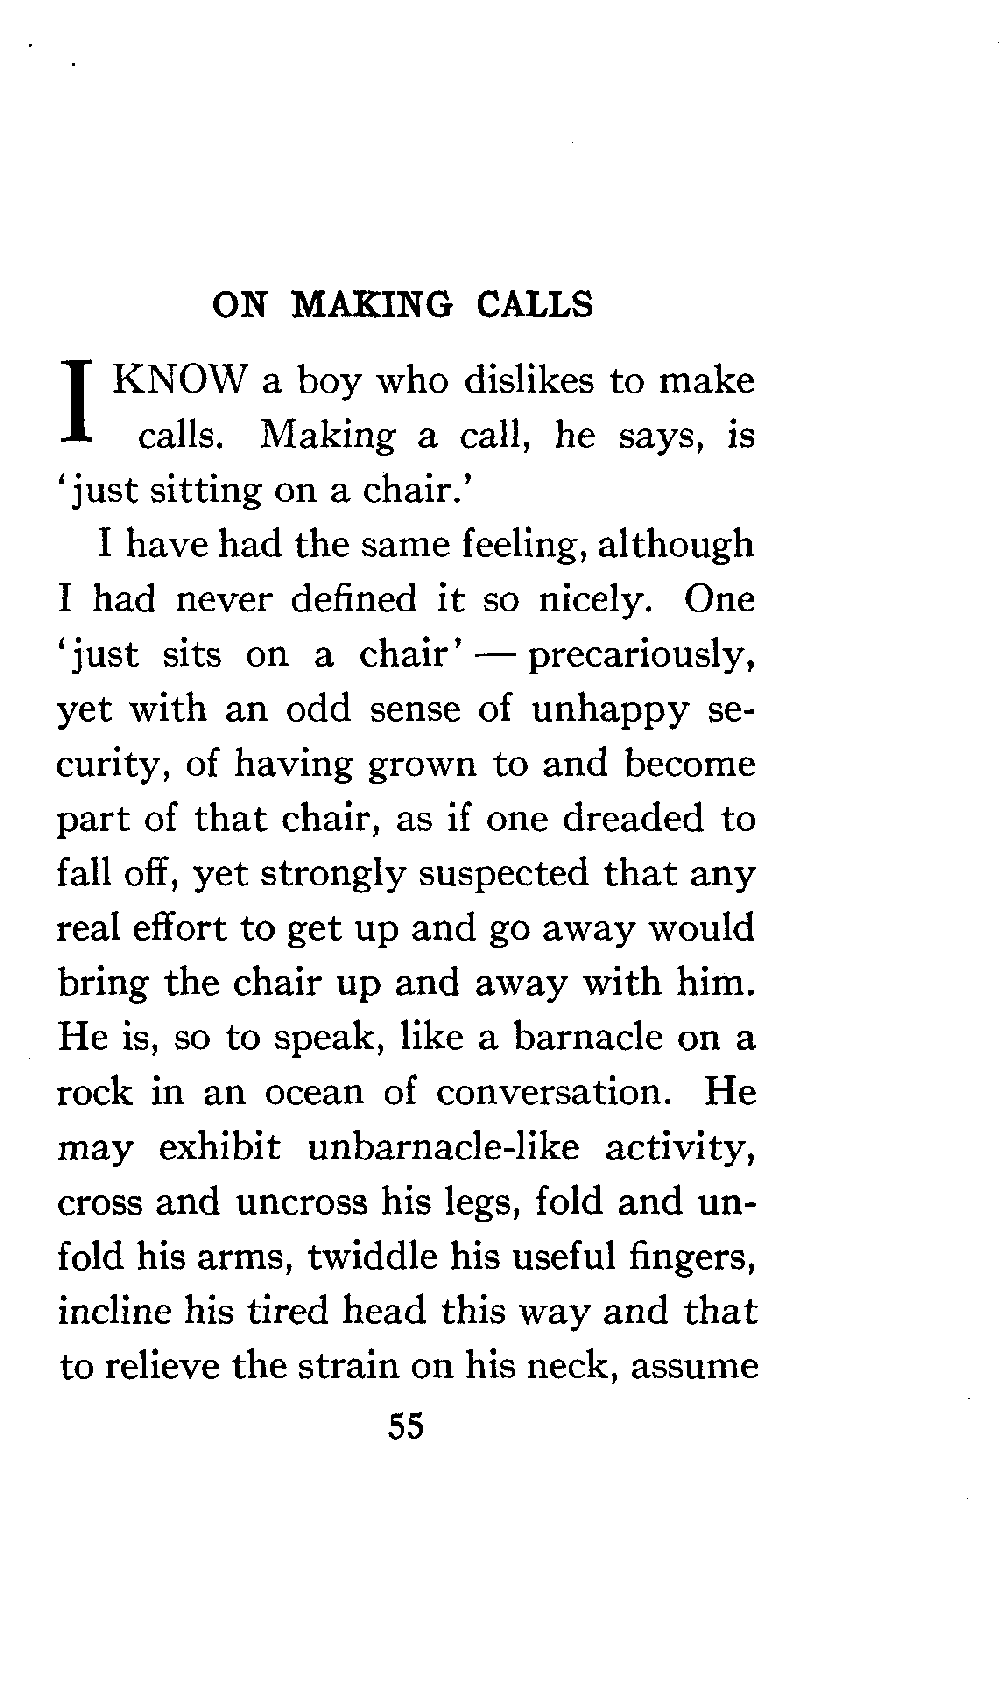 ON MAKING CALLS
I KNOW a boy who dislikes to make
calls. Making a call, he says, is
‘just sitting on a chair.’
I have had the same feeling, although
I had never defined it so nicely. One
‘just sits on a chair’ — precariously,
yet with an odd sense of unhappy se-
curity, of having grown to and become
part of that chair, as if one dreaded to
fall off, yet strongly suspected that any
real effort to get up and go away would
bring the chair up and away with him.
He is, so to speak, like a barnacle on a
rock in an ocean of conversation. He
may exhibit unbarnacle-like activity,
cross and uncross his legs, fold and un-
fold his arms, twiddle his useful fingers,
incline his tired head this way and that
to relieve the strain on his neck, assume
55